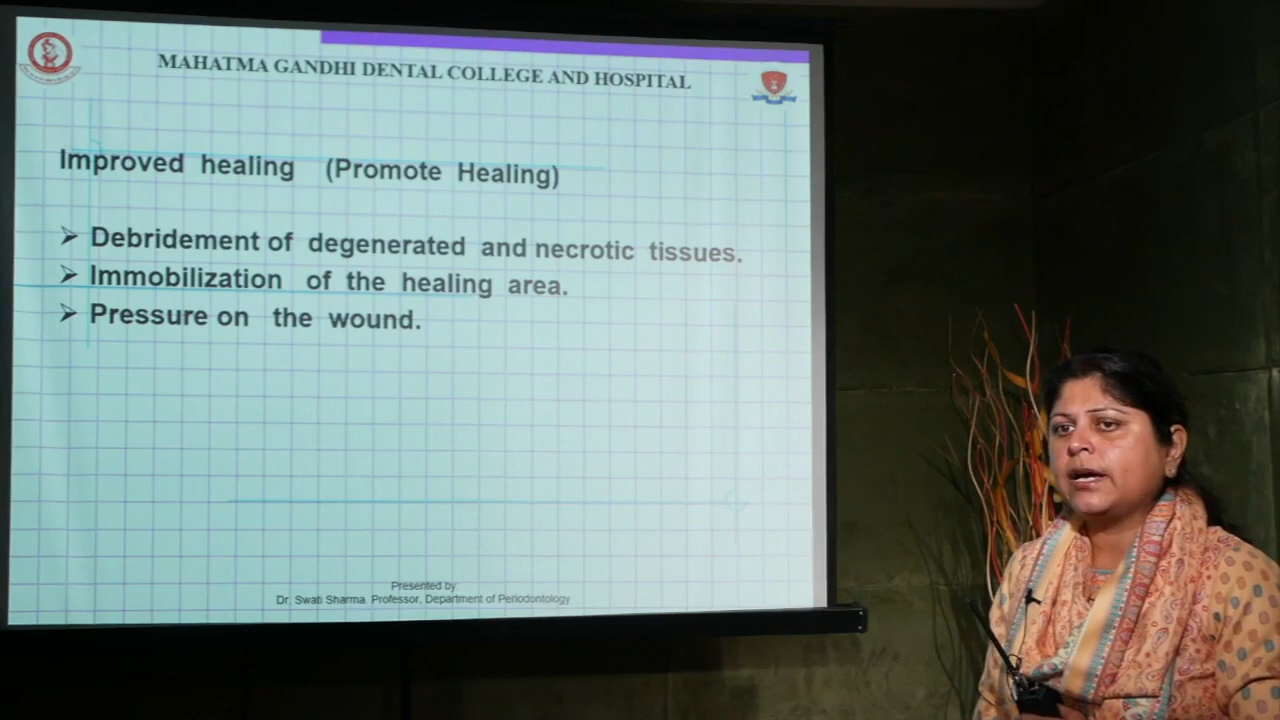 MAHATMA GANDHI DENTAL COLLEGE AND HOSPITAL
Improved healing (Promote Healing)
➢ Debridement of degenerated and necrotic tissues.
➢ Immobilization of the healing area.
➢ Pressure on the wound.
Presented by:
Dr. Swati Sharma. Professor, Department of Periodontology